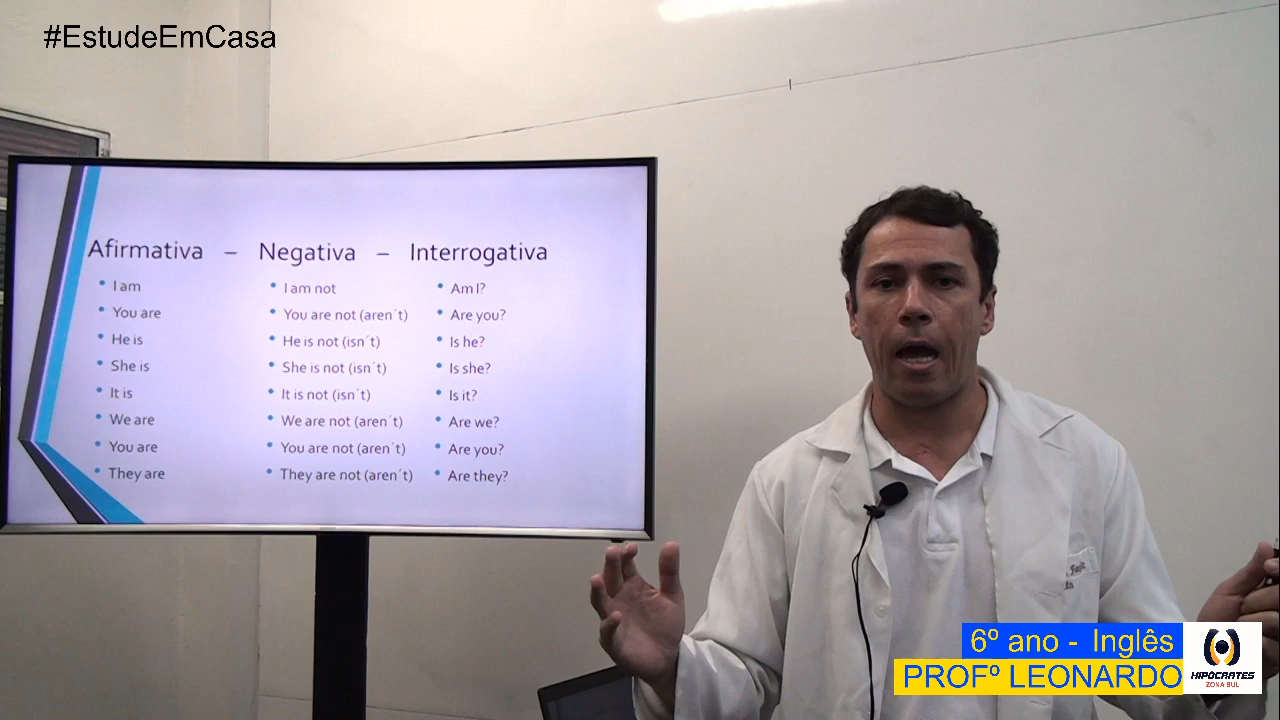 #EstudeEmCasa
Afirmativa – Negativa – Interrogativa
• I am
• You are
• He is
• She is
• It is
• We are
• You are
• They are
• I am not
• You are not (aren´t)
• He is not (isn´t)
• She is not (isn´t)
• It is not (isn´t)
• We are not (aren´t)
• You are not (aren´t)
• They are not (aren´t)
• Am I?
• Are you?
• Is he?
• Is she?
• Is it?
• Are we?
• Are you?
• Are they?
6º ano - Inglês
PROFº LEONARDO
HIPÓCRATES
ZONA SUL